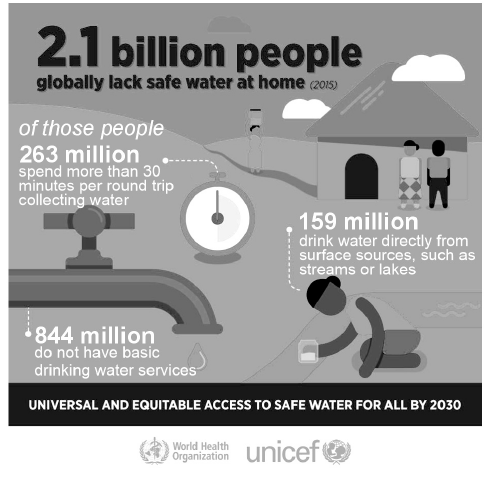 2.1 billion people
globally lack safe water at home (2015)
of those people
263 million
spend more than 30
minutes per round trip
collecting water
159 million
drink water directly from
surface sources, such as
streams or lakes
844 million
do not have basic
drinking water services
UNIVERSAL AND EQUITABLE ACCESS TO SAFE WATER FOR ALL BY 2030
World Health
Organization
unicef